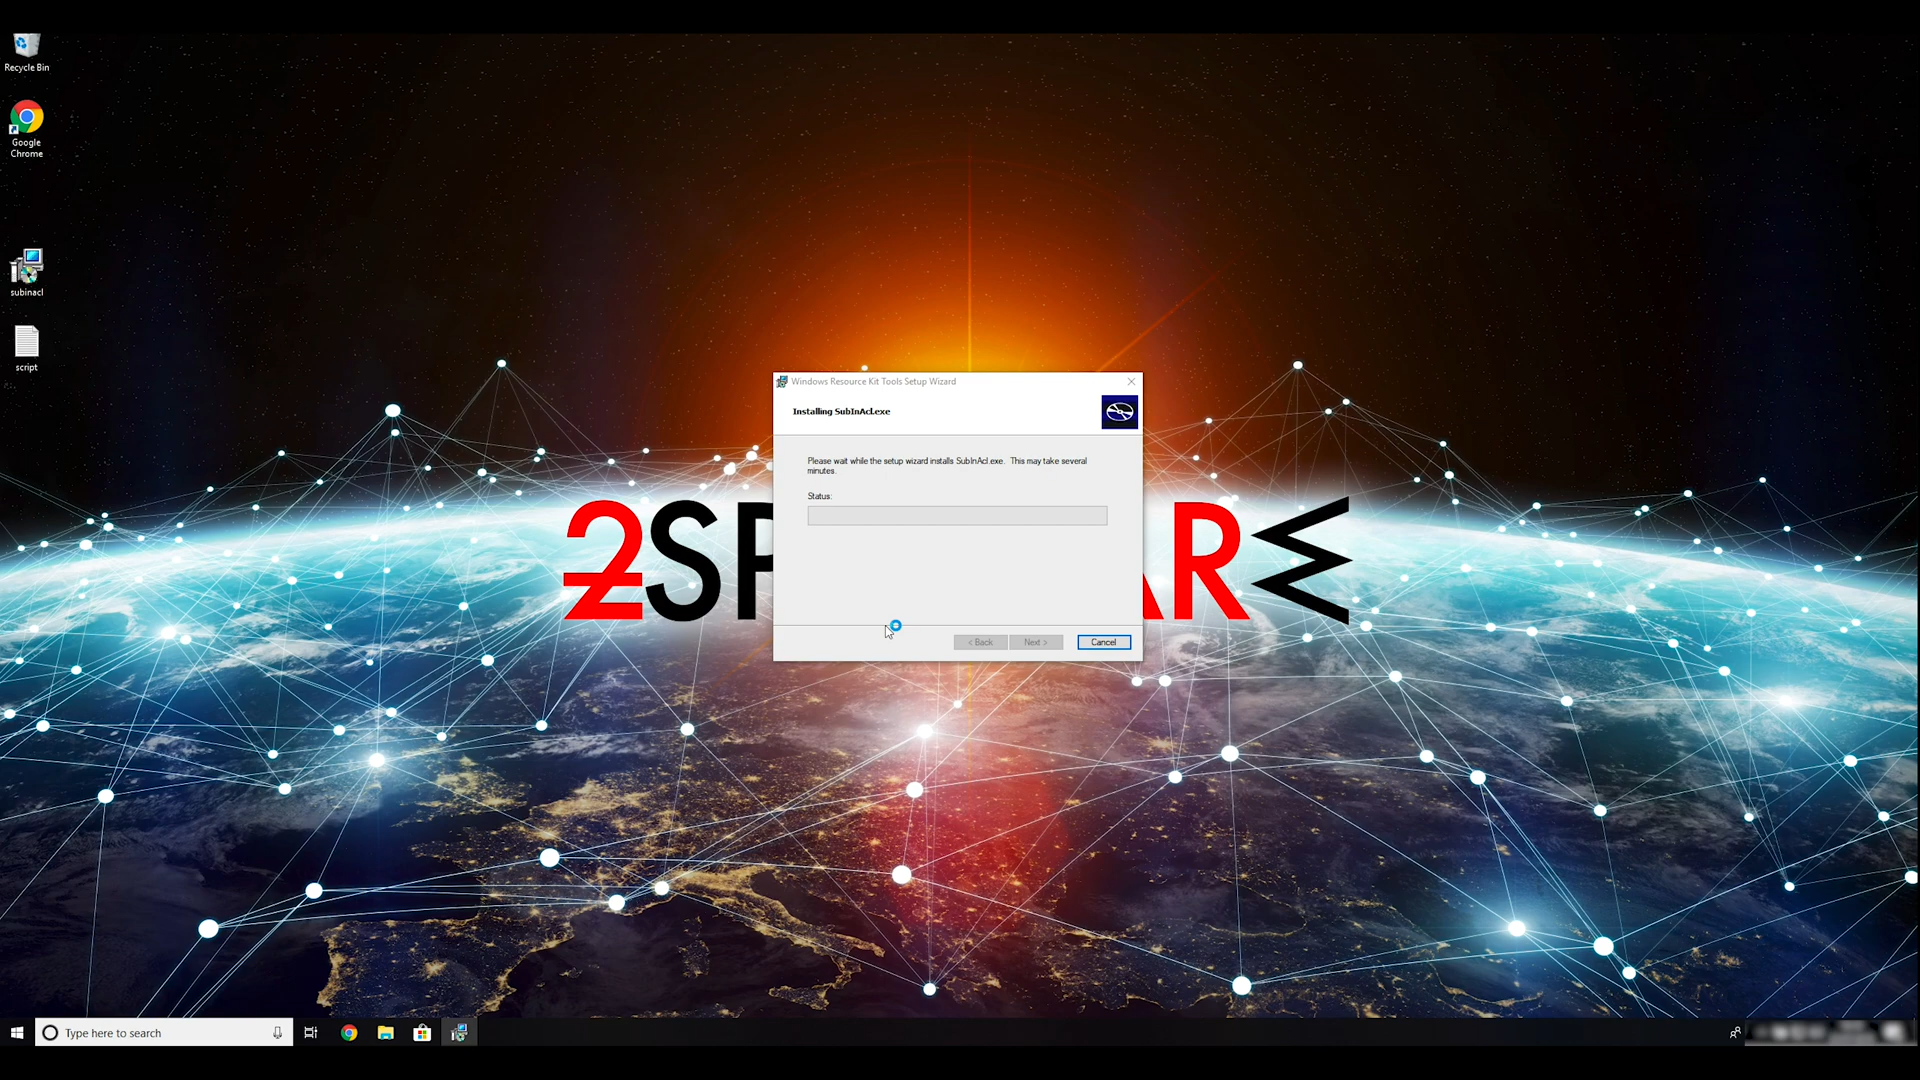 Recycle Bin
Google
Chrome
subinacl
script
Windows Resource Kit Tools Setup Wizard
Installing SubInAcl.exe
Please wait while the setup wizard installs SubInAcl.exe. This may take several
minutes.
Status:
< Back
Next >
Cancel
2SP
R
Type here to search